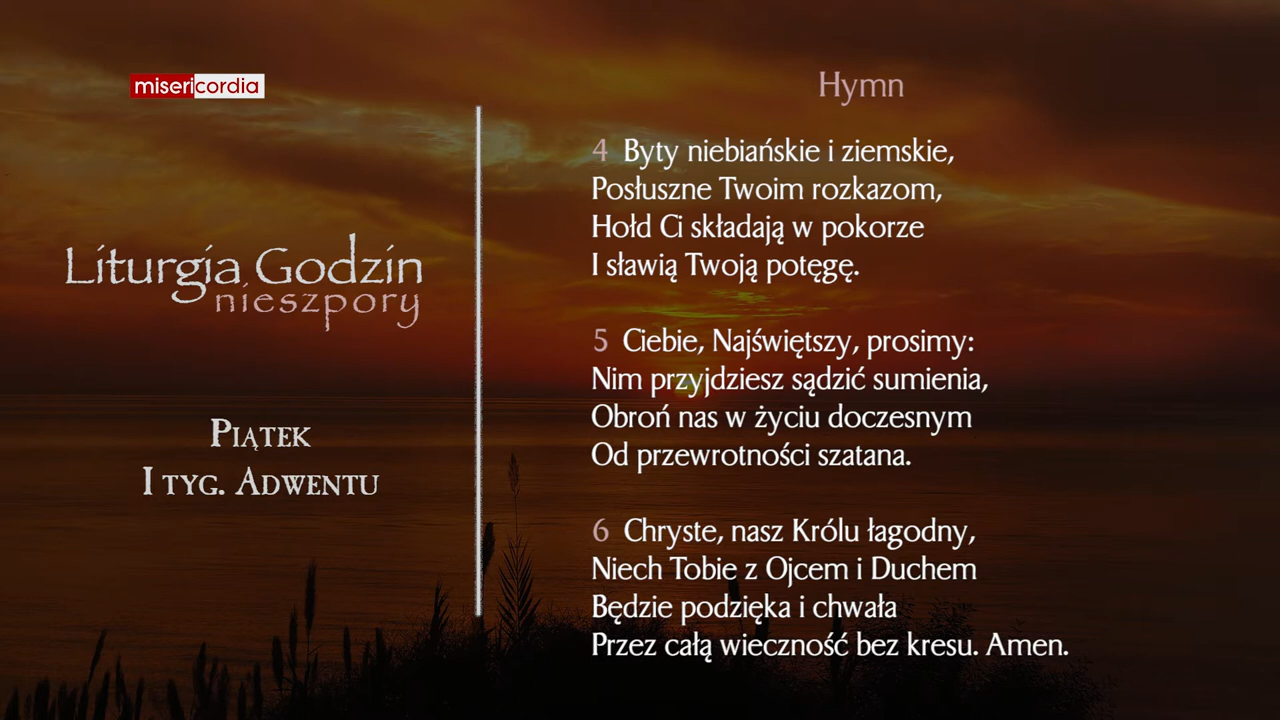 misericordia
Liturgia Godzin
nieszpory
Piątek
I tyg. Adwentu
Hymn
4 Byty niebiańskie i ziemskie,
Posłuszne Twoim rozkazom,
Hołd Ci składają w pokorze
I sławią Twoją potęgę.
5 Ciebie, Najświętszy, prosimy:
Nim przyjdziesz sądzić sumienia,
Obroń nas w życiu doczesnym
Od przewrotności szatana.
6 Chryste, nasz Królu łagodny,
Niech Tobie z Ojcem i Duchem
Będzie podzięka i chwała
Przez całą wieczność bez kresu. Amen.